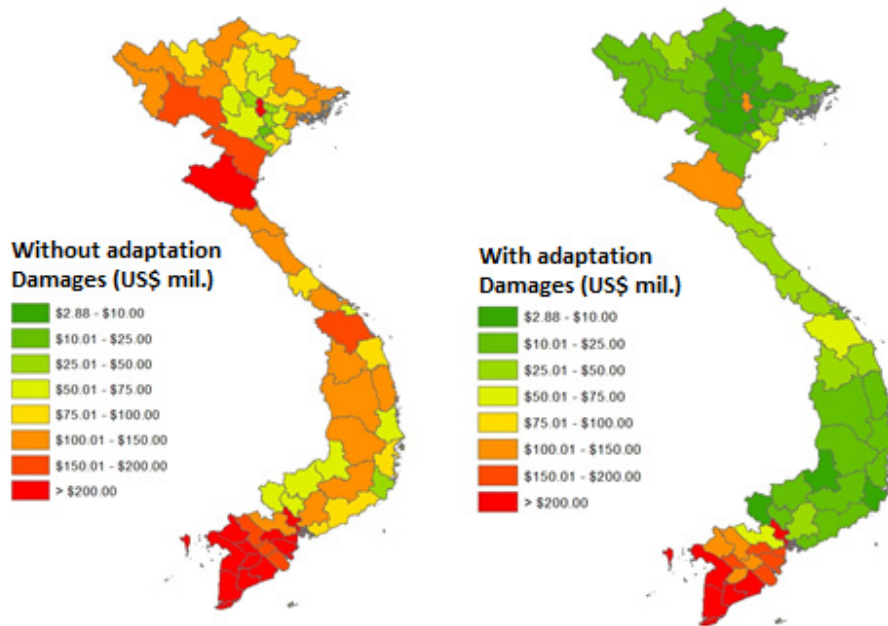 Without adaptation
Damages (US$ mil.)
$2.88 - $10.00
$10.01 - $25.00
$25.01 - $50.00
$50.01 - $75.00
$75.01 - $100.00
$100.01 - $150.00
$150.01 - $200.00
> $200.00
With adaptation
Damages (US$ mil.)
$2.88 - $10.00
$10.01 - $25.00
$25.01 - $50.00
$50.01 - $75.00
$75.01 - $100.00
$100.01 - $150.00
$150.01 - $200.00
> $200.00